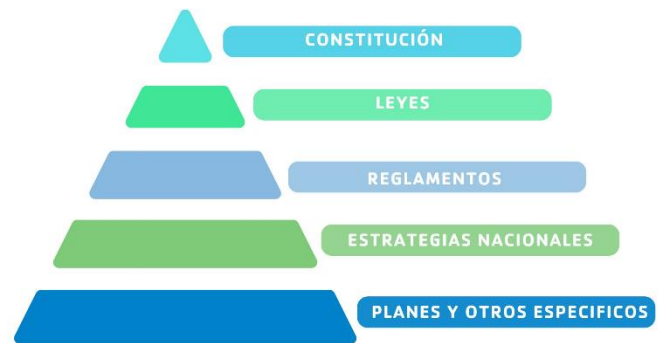 CONSTITUCIÓN
LEYES
REGLAMENTOS
ESTRATEGIAS NACIONALES
PLANES Y OTROS ESPECIFICOS